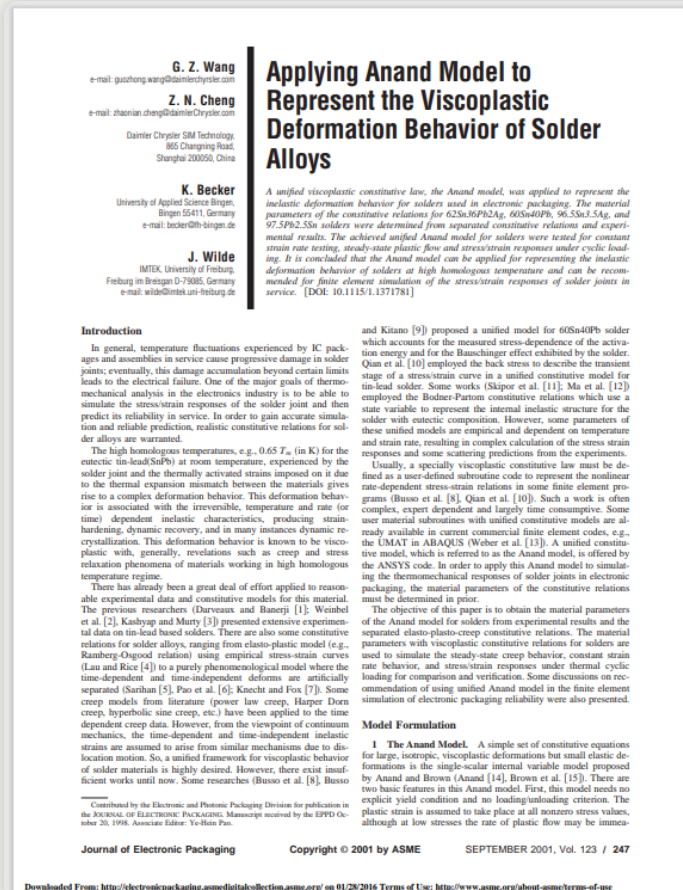 G. Z. Wang
e-mail: guozhong.wang@daimlerchyrsler.com
Z. N. Cheng
e-mail: zhaonian.cheng@daimlerChrysler.com
Daimler Chrysler SIM Technology,
865 Changning Road,
Shanghai 200050, China
K. Becker
University of Applied Science Bingen,
Bingen 55411, Germany
e-mail: becker@fh-bingen.de
J. Wilde
IMTEK, University of Freiburg,
Freiburg im Breisgan D-79085, Germany
e-mail: wilde@imtek.uni-freiburg.de
Applying Anand Model to
Represent the Viscoplastic
Deformation Behavior of Solder
Alloys
A unified viscoplastic constitutive law, the Anand model, was applied to represent the
inelastic deformation behavior for solders used in electronic packaging. The material
parameters of the constitutive relations for 62Sn36Pb2Ag, 60Sn40Pb, 96.5Sn3.5Ag, and
97.5Pb2.5Sn solders were determined from separated constitutive relations and experi-
mental results. The achieved unified Anand model for solders were tested for constant
strain rate testing, steady-state plastic flow and stress/strain responses under cyclic load-
ing. It is concluded that the Anand model can be applied for representing the inelastic
deformation behavior of solders at high homologous temperature and can be recom-
mended for finite element simulation of the stress/strain responses of solder joints in
service. [DOI: 10.1115/1.1371781]
Introduction
In general, temperature fluctuations experienced by IC pack-
ages and assemblies in service cause progressive damage in solder
joints; eventually, this damage accumulation beyond certain limits
leads to the electrical failure. One of the major goals of thermo-
mechanical analysis in the electronics industry is to be able to
simulate the stress/strain responses of the solder joint and then
predict its reliability in service. In order to gain accurate simula-
tion and reliable prediction, realistic constitutive relations for sol-
der alloys are warranted.
The high homologous temperatures, e.g., 0.65 Tm (in K) for the
eutectic tin-lead(SnPb) at room temperature, experienced by the
solder joint and the thermally activated strains imposed on it due
to the thermal expansion mismatch between the materials gives
rise to a complex deformation behavior. This deformation behav-
ior is associated with the irreversible, temperature and rate (or
time) dependent inelastic characteristics, producing strain-
hardening, dynamic recovery, and in many instances dynamic re-
crystallization. This deformation behavior is known to be visco-
plastic with, generally, revelations such as creep and stress
relaxation phenomena of materials working in high homologous
temperature regime.
There has already been a great deal of effort applied to reason-
able experimental data and constitutive models for this material.
The previous researchers (Darveaux and Banerji [1]; Weinbel
et al. [2], Kashyap and Murty [3]) presented extensive experimen-
tal data on tin-lead based solders. There are also some constitutive
relations for solder alloys, ranging from elasto-plastic model (e.g.,
Ramberg-Osgood relation) using empirical stress-strain curves
(Lau and Rice [4]) to a purely phenomenological model where the
time-dependent and time-independent deforms are artificially
separated (Sarihan [5], Pao et al. [6]; Knecht and Fox [7]). Some
creep models from literature (power law creep, Harper Dorn
creep, hyperbolic sine creep, etc.) have been applied to the time
dependent creep data. However, from the viewpoint of continuum
mechanics, the time-dependent and time-independent inelastic
strains are assumed to arise from similar mechanisms due to dis-
location motion. So, a unified framework for viscoplastic behavior
of solder materials is highly desired. However, there exist insuf-
ficient works until now. Some researches (Busso et al. [8], Busso
Contributed by the Electronic and Photonic Packaging Division for publication in
the JOURNAL OF ELECTRONIC PACKAGING. Manuscript received by the EPPD Oc-
tober 20, 1998. Associate Editor: Ye-Hein Pao.
and Kitano [9]) proposed a unified model for 60Sn40Pb solder
which accounts for the measured stress-dependence of the activa-
tion energy and for the Bauschinger effect exhibited by the solder.
Qian et al. [10] employed the back stress to describe the transient
stage of a stress/strain curve in a unified constitutive model for
tin-lead solder. Some works (Skipor et al. [11]; Ma et al. [12])
employed the Bodner-Partom constitutive relations which use a
state variable to represent the internal inelastic structure for the
solder with eutectic composition. However, some parameters of
these unified models are empirical and dependent on temperature
and strain rate, resulting in complex calculation of the stress strain
responses and some scattering predictions from the experiments.
Usually, a specially viscoplastic constitutive law must be de-
fined as a user-defined subroutine code to represent the nonlinear
rate-dependent stress-strain relations in some finite element pro-
grams (Busso et al. [8], Qian et al. [10]). Such a work is often
complex, expert dependent and largely time consumptive. Some
user material subroutines with unified constitutive models are al-
ready available in current commercial finite element codes, e.g.,
the UMAT in ABAQUS (Weber et al. [13]). A unified constitu-
tive model, which is referred to as the Anand model, is offered by
the ANSYS code. In order to apply this Anand model to simulat-
ing the thermomechanical responses of solder joints in electronic
packaging, the material parameters of the constitutive relations
must be determined in prior.
The objective of this paper is to obtain the material parameters
of the Anand model for solders from experimental results and the
separated elasto-plasto-creep constitutive relations. The material
parameters with viscoplastic constitutive relations for solders are
used to simulate the steady-state creep behavior, constant strain
rate behavior, and stress/strain responses under thermal cyclic
loading for comparison and verification. Some discussions on rec-
ommendation of using unified Anand model in the finite element
simulation of electronic packaging reliability were also presented.
Model Formulation
1 The Anand Model. A simple set of constitutive equations
for large, isotropic, viscoplastic deformations but small elastic de-
formations is the single-scalar internal variable model proposed
by Anand and Brown (Anand [14], Brown et al. [15]). There are
two basic features in this Anand model. First, this model needs no
explicit yield condition and no loading/unloading criterion. The
plastic strain is assumed to take place at all nonzero stress values,
although at low stresses the rate of plastic flow may be immea-
Journal of Electronic Packaging Copyright © 2001 by ASME SEPTEMBER 2001, Vol. 123 / 247
Downloaded From: http://electronicpackaging.asmedigitalcollection.asme.org/ on 01/28/2016 Terms of Use: http://www.asme.org/about-asme/terms-of-use